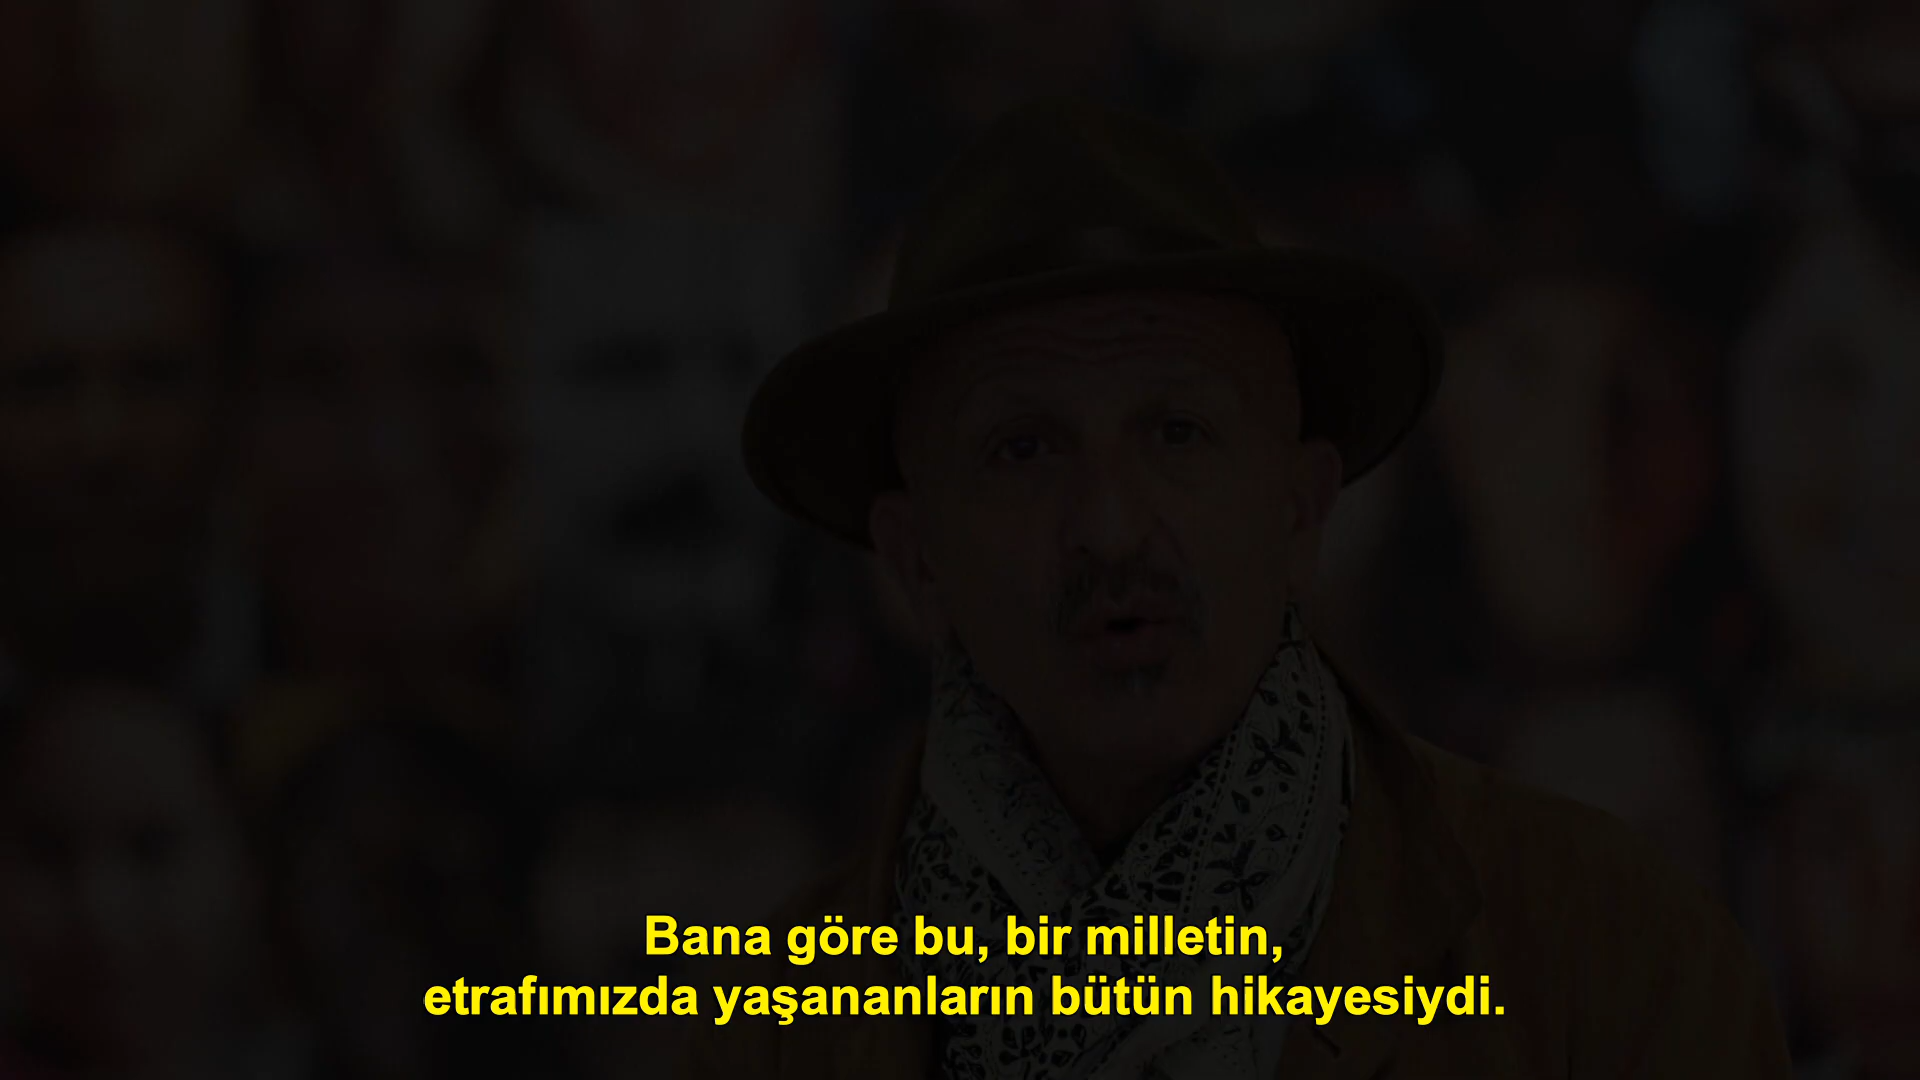 Bana göre bu, bir milletin,
etrafımızda yaşananların bütün hikayesiydi.